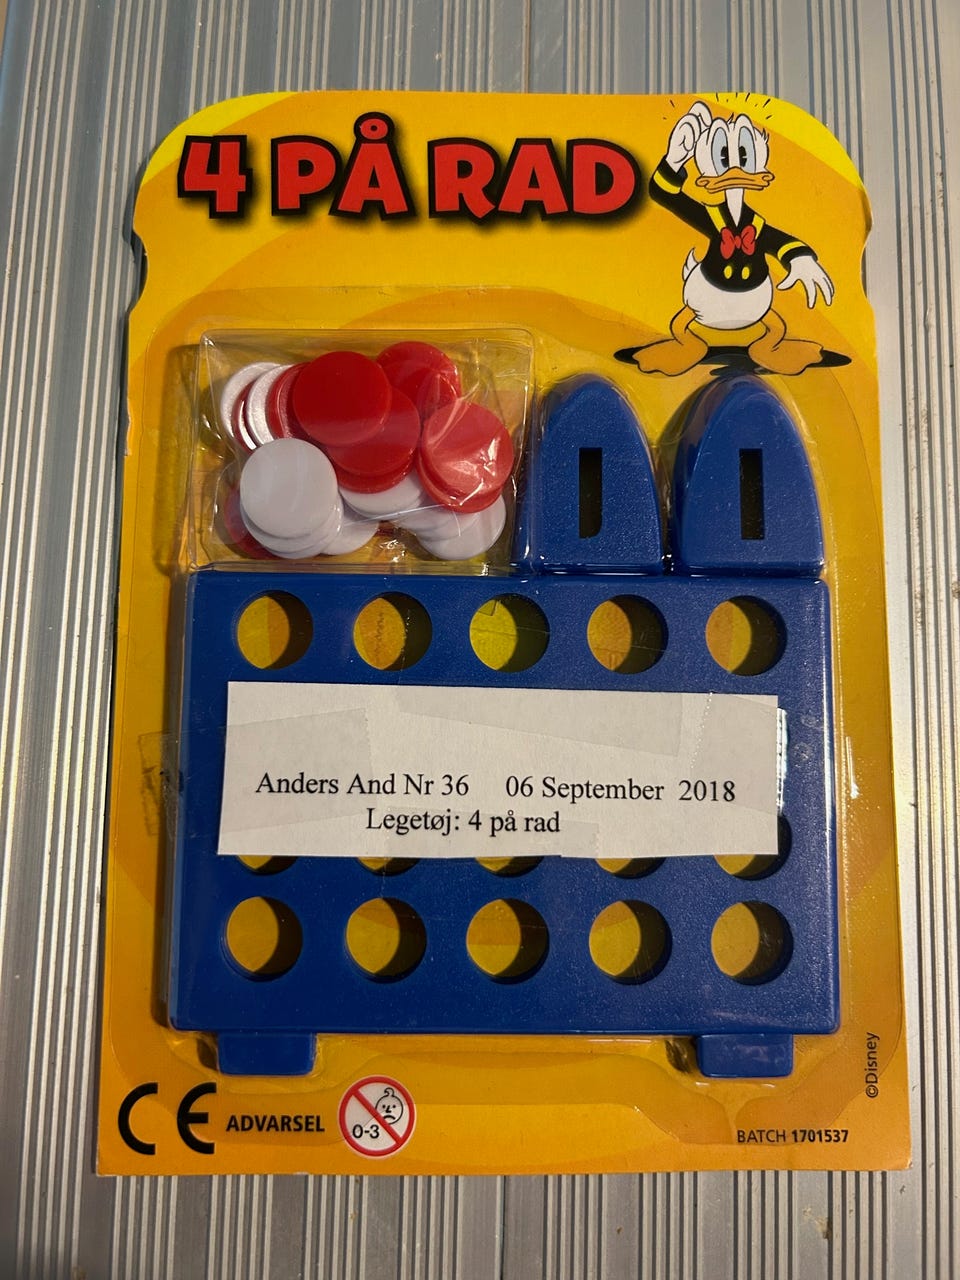 4 PÅ RAD
Anders And Nr 36 06 September 2018
Legetøj: 4 på rad
©Disney
CE ADVARSEL 0-3
BATCH 1701537